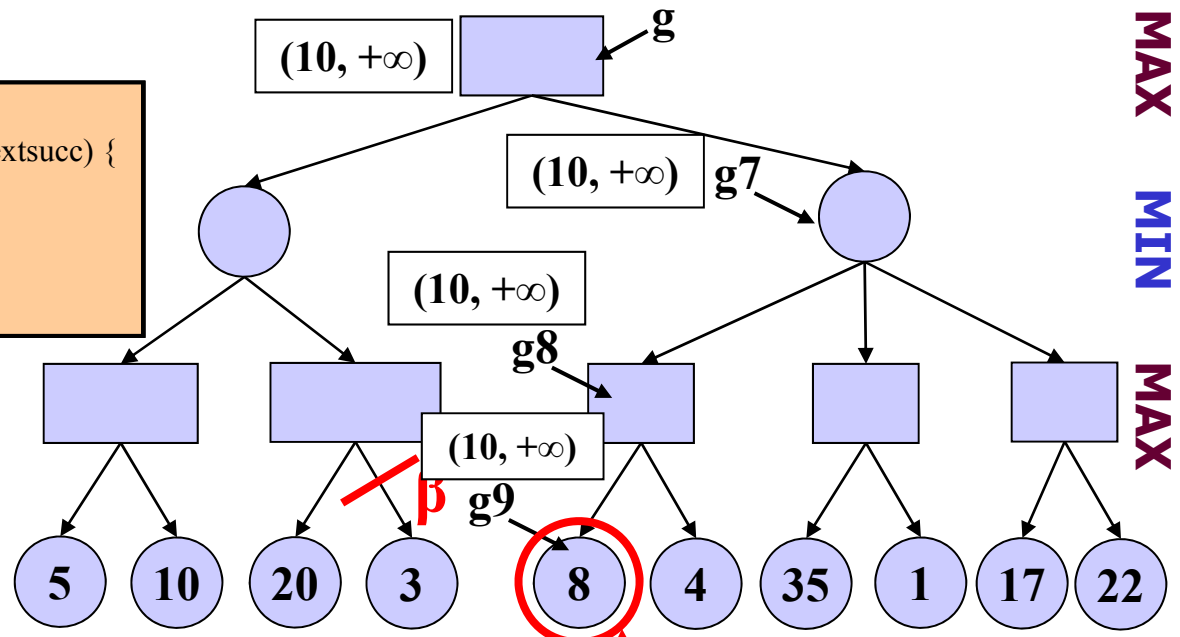 g
(10, +∞)
MAX
extsucc) {
(10, +∞)
g7
MIN
(10, +∞)
g8
MAX
(10, +∞)
β
g9
5 10 20 3 8 4 35 1 17 22